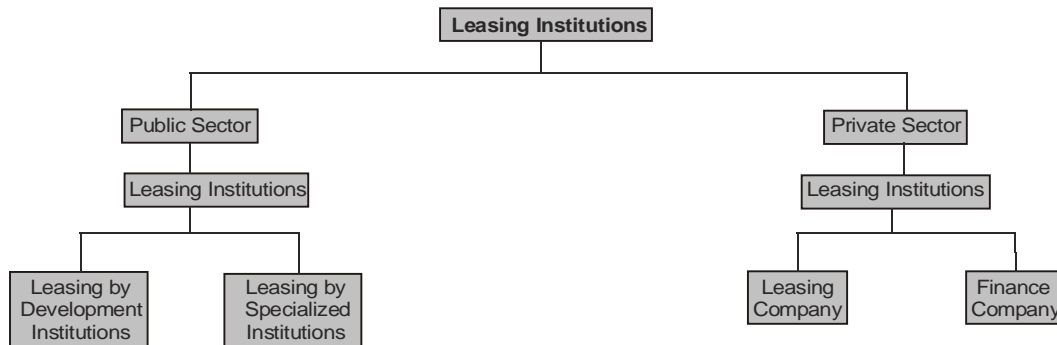 Leasing Institutions
Public Sector
Private Sector
Leasing Institutions
Leasing Institutions
Leasing by
Development
Institutions
Leasing by
Specialized
Institutions
Leasing
Company
Finance
Company